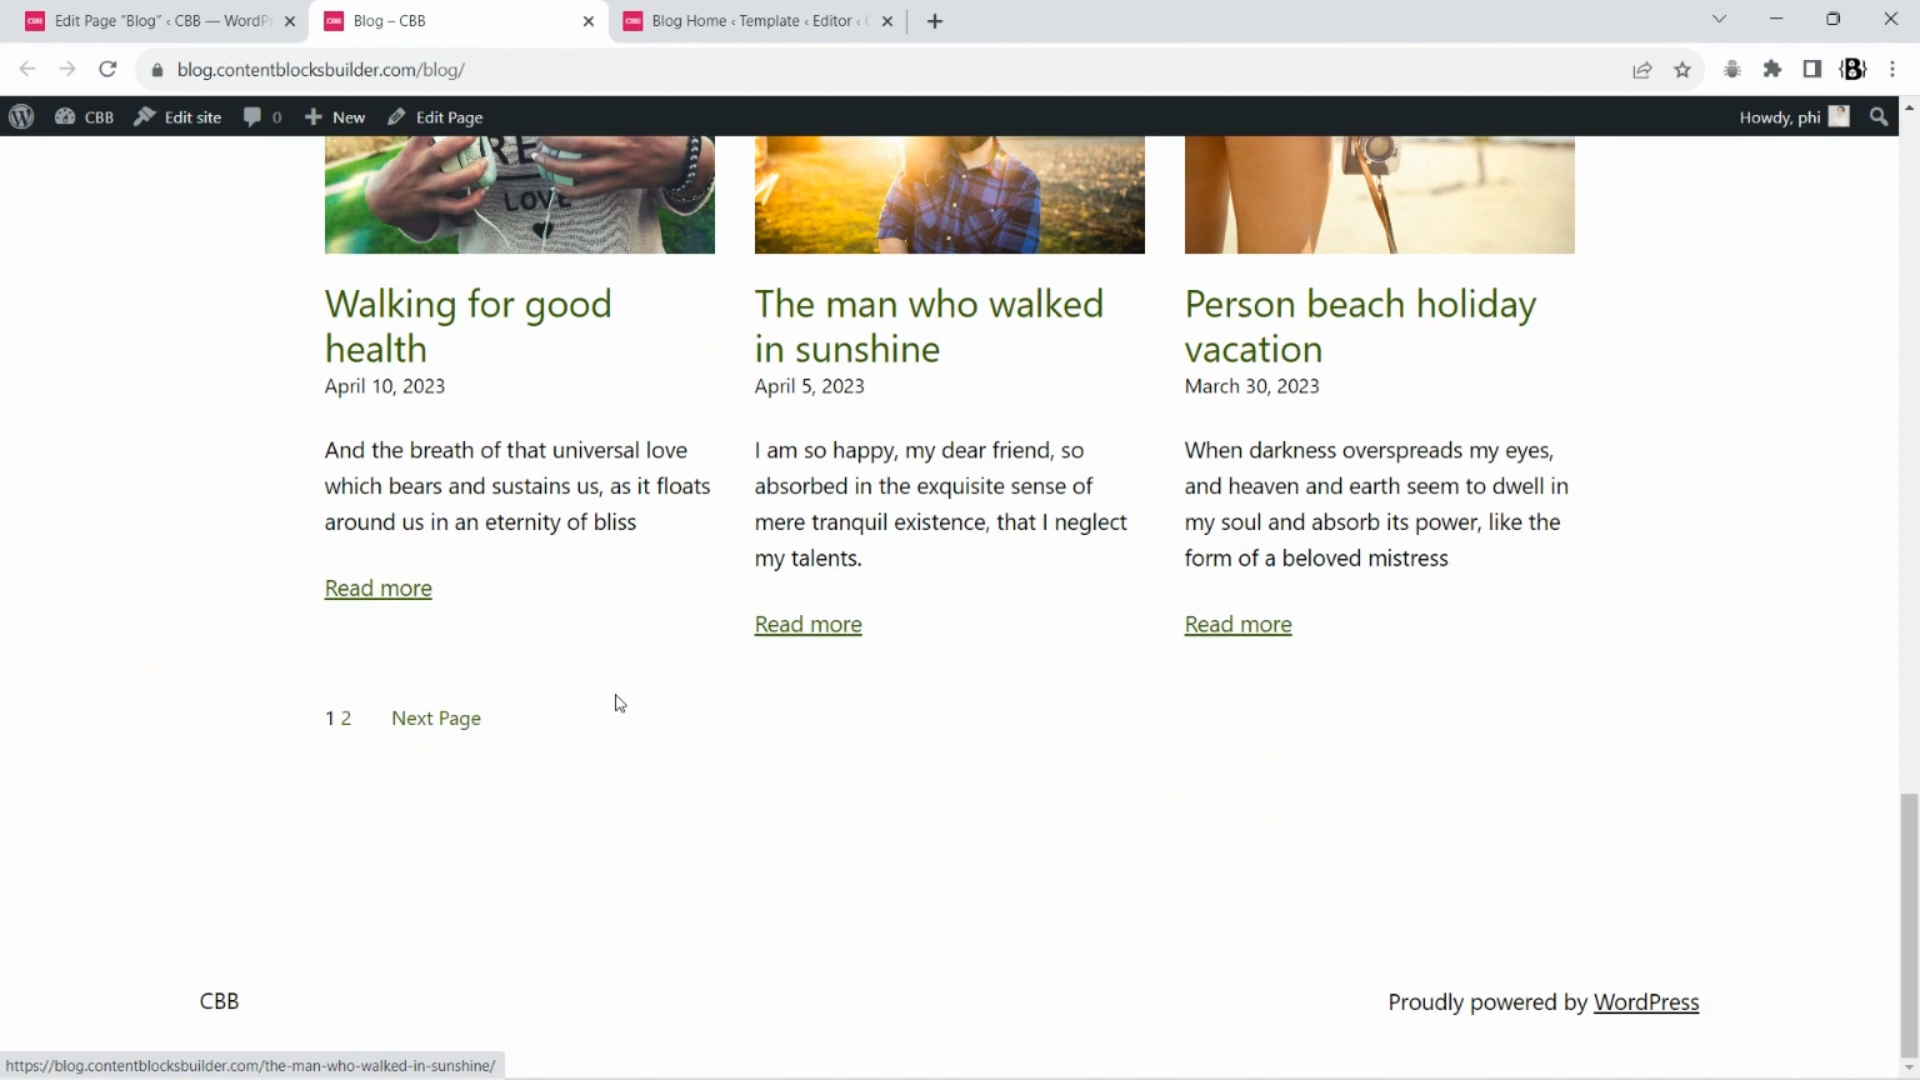 Edit Page "Blog" ‹ CBB — WordPr
Blog – CBB
Blog Home ‹ Template ‹ Editor ‹
blog.contentblocksbuilder.com/blog/
CBB
Edit site
0
New
Edit Page
Howdy, phi
LOVE
Walking for good
health
April 10, 2023
And the breath of that universal love
which bears and sustains us, as it floats
around us in an eternity of bliss
Read more
The man who walked
in sunshine
April 5, 2023
I am so happy, my dear friend, so
absorbed in the exquisite sense of
mere tranquil existence, that I neglect
my talents.
Read more
Person beach holiday
vacation
March 30, 2023
When darkness overspreads my eyes,
and heaven and earth seem to dwell in
my soul and absorb its power, like the
form of a beloved mistress
Read more
1 2 Next Page
CBB
Proudly powered by WordPress
https://blog.contentblocksbuilder.com/the-man-who-walked-in-sunshine/